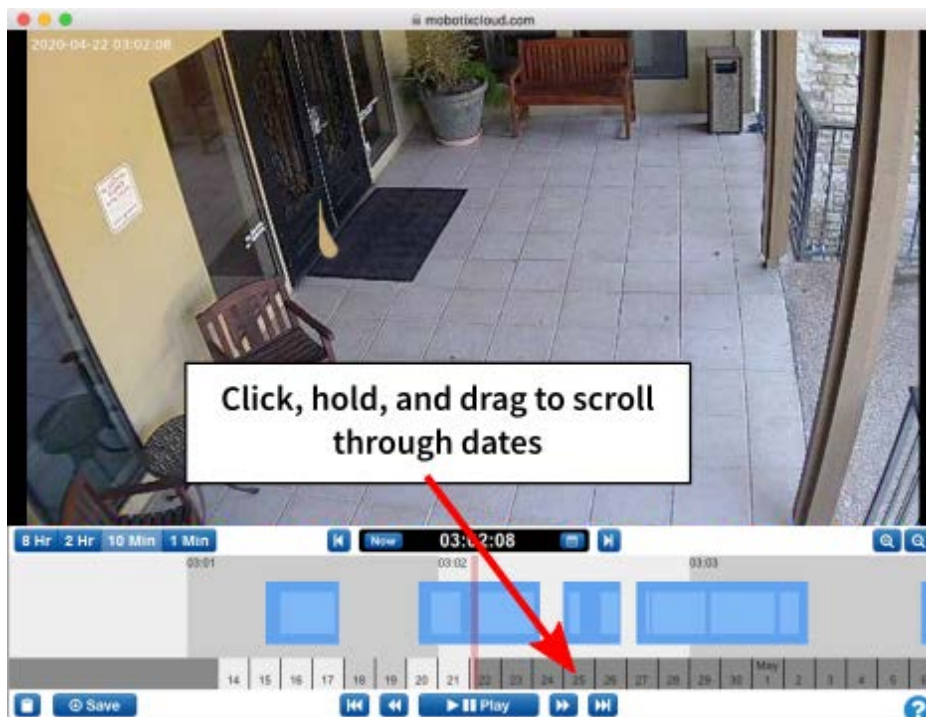 mobotixcloud.com
2020-04-22 03:02:08
Click, hold, and drag to scroll
through dates
8 Hr 2 Hr 10 Min 1 Min
Now 03:02:08
03:01 03:02 03:03
May
14 15 16 17 18 19 20 21 22 23 24 25 26 27 28 29 30 1 2 3 4 5 6
Save Play ?